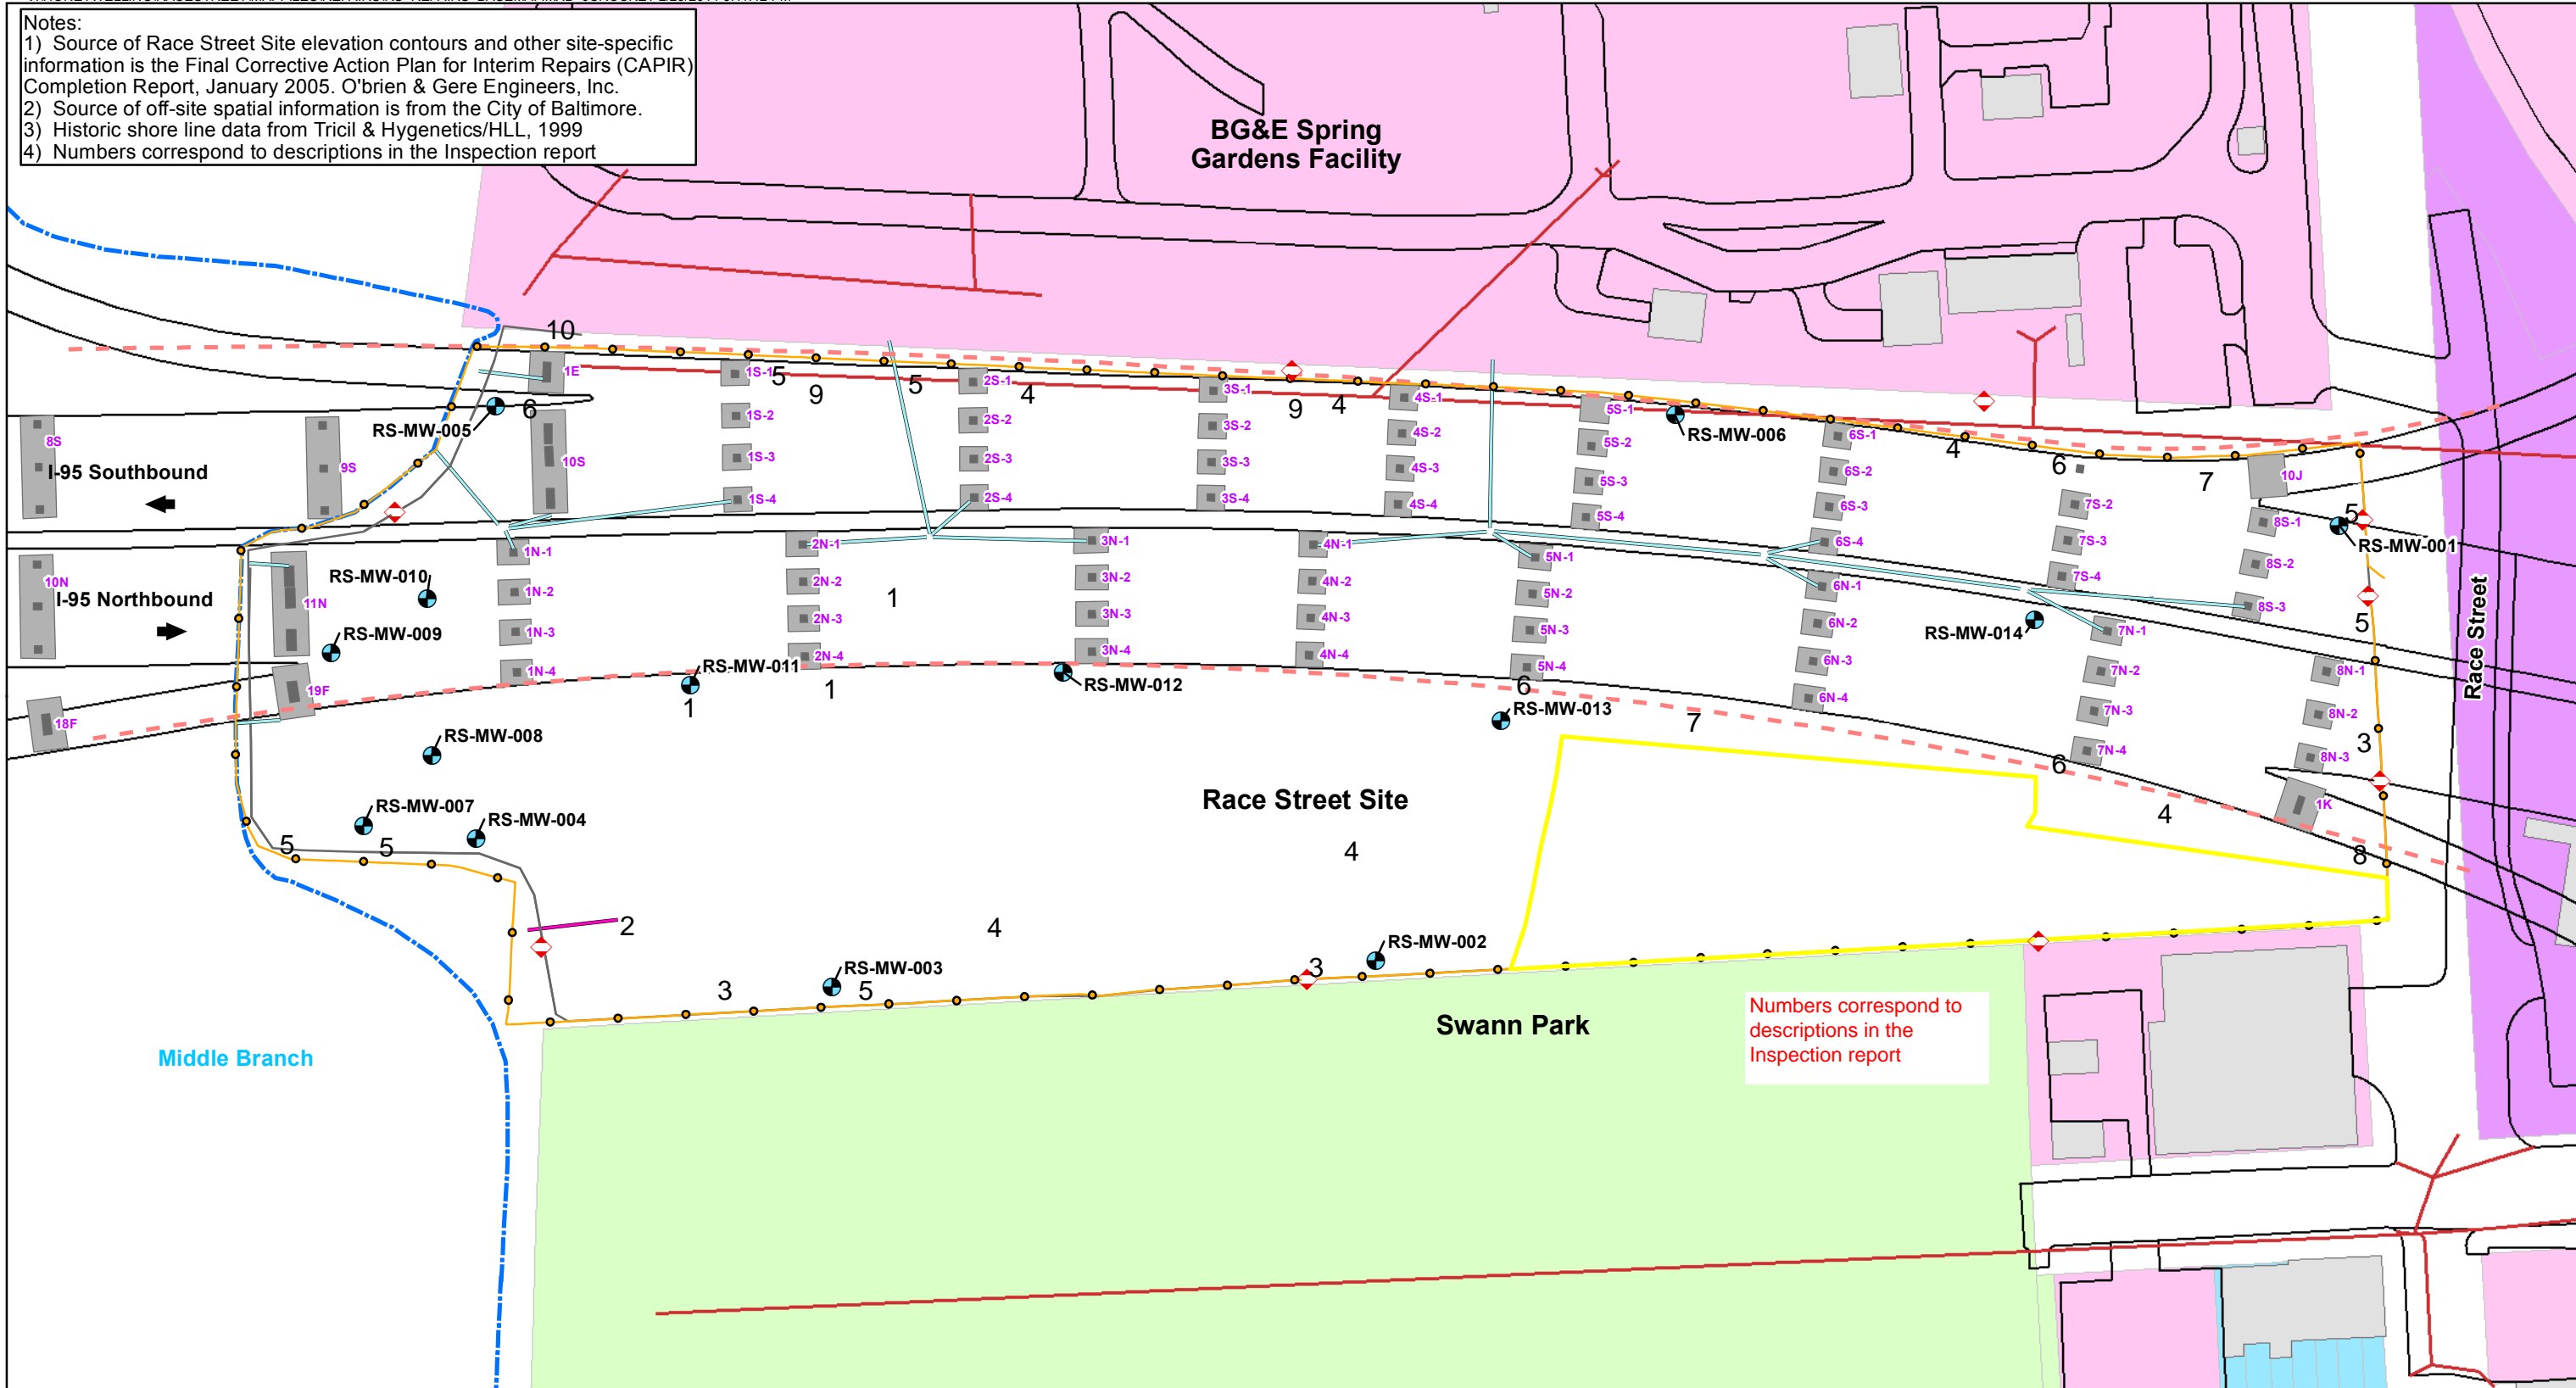 Notes:
1) Source of Race Street Site elevation contours and other site-specific
information is the Final Corrective Action Plan for Interim Repairs (CAPIR)
Completion Report, January 2005. O'brien & Gere Engineers, Inc.
2) Source of off-site spatial information is from the City of Baltimore.
3) Historic shore line data from Tricil & Hygenetics/HLL, 1999
4) Numbers correspond to descriptions in the Inspection report
BG&E Spring
Gardens Facility
10
1E
1S-1
5
9
5
2S-1
4
3S-1
9
4
4S-1
5S-1
6
RS-MW-005
1S-2
2S-2
3S-2
4S-2
5S-2
RS-MW-006
6S-1
4
6
7
8S
I-95 Southbound
9S
10S
1S-3
2S-3
3S-3
4S-3
5S-3
6S-2
10J
1S-4
2S-4
3S-4
4S-4
5S-4
6S-3
7S-2
8S-1
5
RS-MW-001
1N-1
2N-1
3N-1
4N-1
5N-1
6S-4
7S-3
8S-2
10N
I-95 Northbound
11N
RS-MW-010
1N-2
2N-2
3N-2
4N-2
5N-2
6N-1
7S-4
8S-3
1
RS-MW-009
1N-3
2N-3
3N-3
4N-3
5N-3
6N-2
RS-MW-014
7N-1
5
Race Street
19F
1N-4
RS-MW-011
2N-4
3N-4
4N-4
5N-4
6N-3
7N-2
8N-1
18F
1
1
RS-MW-012
6
RS-MW-013
7
6N-4
7N-3
8N-2
RS-MW-008
7N-4
6
8N-3
3
Race Street Site
1K
RS-MW-007
RS-MW-004
5
5
4
4
8
2
4
RS-MW-002
RS-MW-003
3
5
3
Swann Park
Numbers correspond to
descriptions in the
Inspection report
Middle Branch